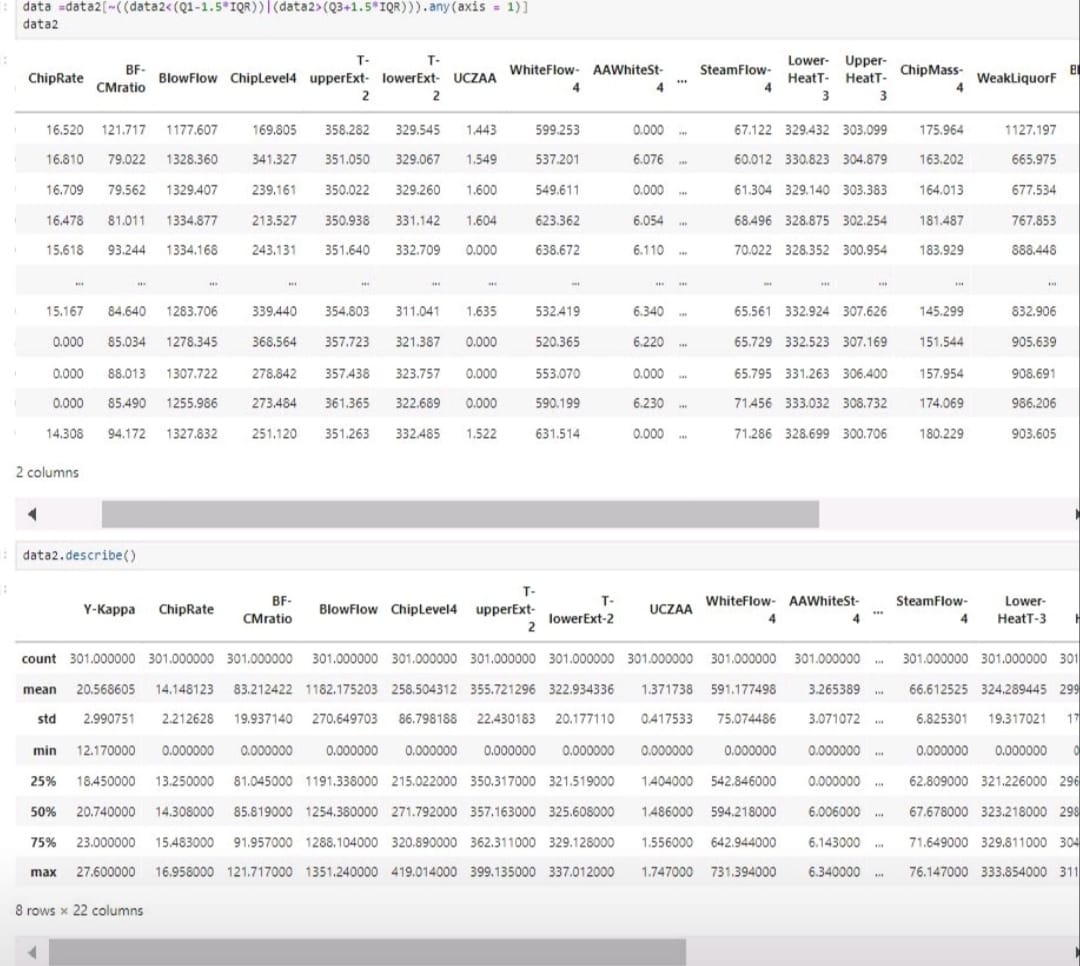 data =data2[~((data2<(Q1-1.5*IQR))|(data2>(Q3+1.5*IQR))).any(axis = 1)]
data2
ChipRate BF-CMratio BlowFlow ChipLevel4 T-upperExt-2 T-lowerExt-2 UCZAA WhiteFlow-4 AAWhiteSt-4 ... SteamFlow-4 Lower-HeatT-3 Upper-HeatT-3 ChipMass-4 WeakLiquorF
16.520 121.717 1177.607 169.805 358.282 329.545 1.443 599.253 0.000 ... 67.122 329.432 303.099 175.964 1127.197
16.810 79.022 1328.360 341.327 351.050 329.067 1.549 537.201 6.076 ... 60.012 330.823 304.879 163.202 665.975
16.709 79.562 1329.407 239.161 350.022 329.260 1.600 549.611 0.000 ... 61.304 329.140 303.383 164.013 677.534
16.478 81.011 1334.877 213.527 350.938 331.142 1.604 623.362 6.054 ... 68.496 328.875 302.254 181.487 767.853
15.618 93.244 1334.168 243.131 351.640 332.709 0.000 638.672 6.110 ... 70.022 328.352 300.954 183.929 888.448
... ... ... ... ... ... ... ... ... ... ... ... ... ... ...
15.167 84.640 1283.706 339.440 354.803 311.041 1.635 532.419 6.340 ... 65.561 332.924 307.626 145.299 832.906
0.000 85.034 1278.345 368.564 357.723 321.387 0.000 520.365 6.220 ... 65.729 332.523 307.169 151.544 905.639
0.000 88.013 1307.722 278.842 357.438 323.757 0.000 553.070 0.000 ... 65.795 331.263 306.400 157.954 908.691
0.000 85.490 1255.986 273.484 361.365 322.689 0.000 590.199 6.230 ... 71.456 333.032 308.732 174.069 986.206
14.308 94.172 1327.832 251.120 351.263 332.485 1.522 631.514 0.000 ... 71.286 328.699 300.706 180.229 903.605
2 columns
data2.describe()
Y-Kappa ChipRate BF-CMratio BlowFlow ChipLevel4 T-upperExt-2 T-lowerExt-2 UCZAA WhiteFlow-4 AAWhiteSt-4 ... SteamFlow-4 Lower-HeatT-3
count 301.000000 301.000000 301.000000 301.000000 301.000000 301.000000 301.000000 301.000000 301.000000 301.000000 ... 301.000000 301.000000 301
mean 20.568605 14.148123 83.212422 1182.175203 258.504312 355.721296 322.934336 1.371738 591.177498 3.265389 ... 66.612525 324.289445 299
std 2.990751 2.212628 19.937140 270.649703 86.798188 22.430183 20.177110 0.417533 75.074486 3.071072 ... 6.825301 19.317021 17
min 12.170000 0.000000 0.000000 0.000000 0.000000 0.000000 0.000000 0.000000 0.000000 0.000000 ... 0.000000 0.000000 0
25% 18.450000 13.250000 81.045000 1191.338000 215.022000 350.317000 321.519000 1.404000 542.846000 0.000000 ... 62.809000 321.226000 296
50% 20.740000 14.308000 85.819000 1254.380000 271.792000 357.163000 325.608000 1.486000 594.218000 6.006000 ... 67.678000 323.218000 298
75% 23.000000 15.483000 91.957000 1288.104000 320.890000 362.311000 329.128000 1.556000 642.944000 6.143000 ... 71.649000 329.811000 304
max 27.600000 16.958000 121.717000 1351.240000 419.014000 399.135000 337.012000 1.747000 731.394000 6.340000 ... 76.147000 333.854000 311
8 rows × 22 columns